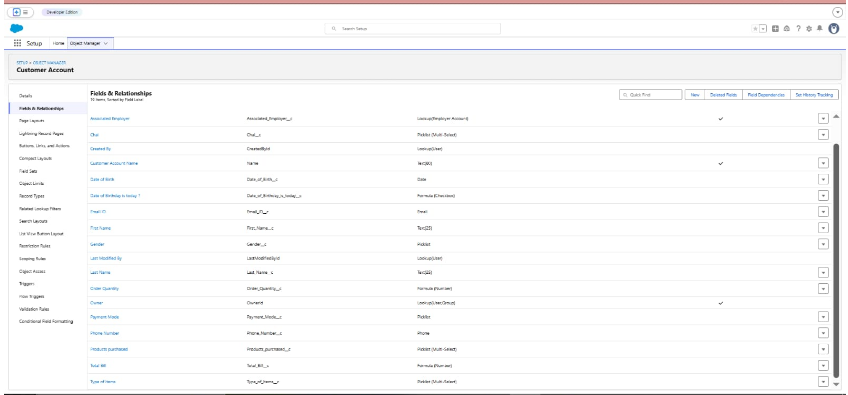 Developer Edition
Search Setup
Setup Home Object Manager
SETUP > OBJECT MANAGER
Customer Account
Details
Fields & Relationships
Page Layouts
Lightning Record Pages
Buttons, Links, and Actions
Compact Layouts
Field Sets
Object Limits
Record Types
Related Lookup Filters
Search Layouts
List View Button Layout
Restriction Rules
Scoping Rules
Object Access
Triggers
Flow Triggers
Validation Rules
Conditional Field Formatting
Fields & Relationships
Items, Sorted by Field Label
Quick Find New Deleted Fields Field Dependencies Set History Tracking
Associated Employer Associated_Employer__c Lookup(Employer Account)
Chat Chat__c Picklist (Multi-Select)
Created By CreatedById Lookup(User)
Customer Account Name Name Text(80)
Date of Birth Date_of_Birth__c Date
Date of Birthday is today ? Date_of_Birthday_is_today__c Formula (Checkbox)
Email ID Email_ID__c Email
First Name First_Name__c Text(25)
Gender Gender__c Picklist
Last Modified By LastModifiedById Lookup(User)
Last Name Last_Name__c Text(25)
Order Quantity Order_Quantity__c Formula (Number)
Owner OwnerId Lookup(User,Group)
Payment Mode Payment_Mode__c Picklist
Phone Number Phone_Number__c Phone
Products purchased Products_purchased__c Picklist (Multi-Select)
Total Bill Total_Bill__c Formula (Number)
Type of Items Type_of_Items__c Picklist (Multi-Select)